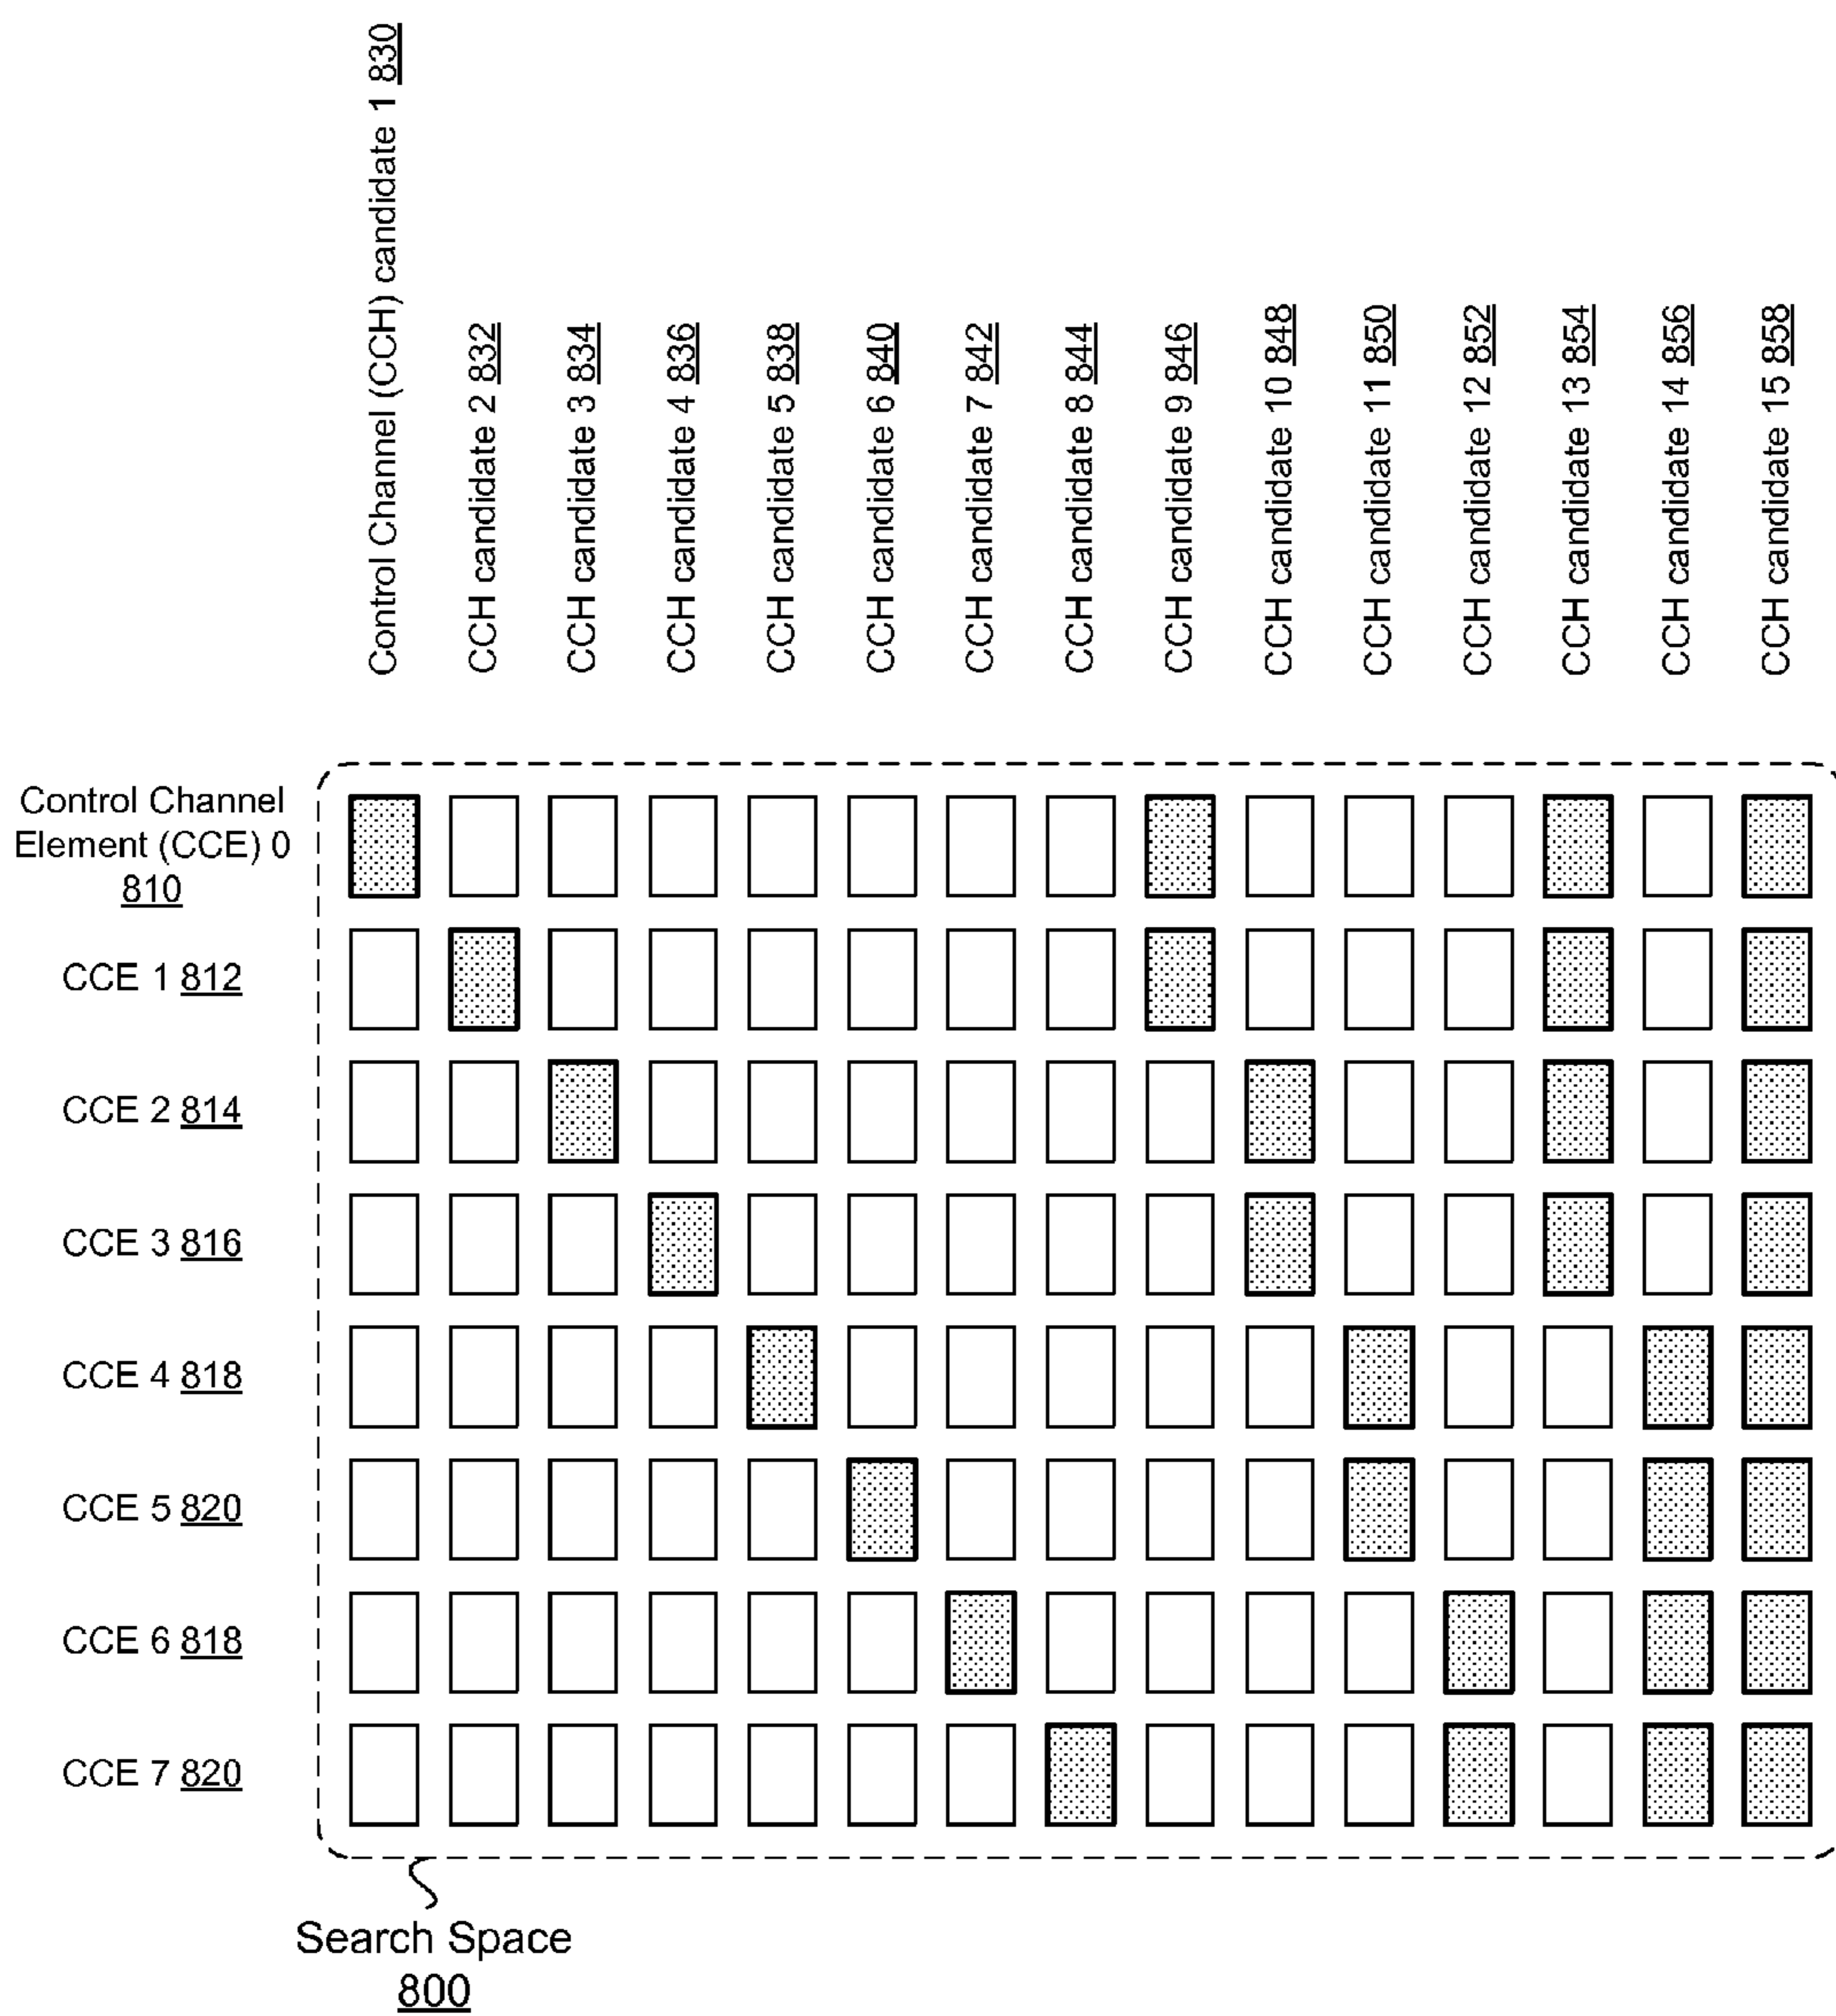 Control Channel (CCH) candidate 1 830
CCH candidate 2 832
CCH candidate 3 834
CCH candidate 4 836
CCH candidate 5 838
CCH candidate 6 840
CCH candidate 7 842
CCH candidate 8 844
CCH candidate 9 846
CCH candidate 10 848
CCH candidate 11 850
CCH candidate 12 852
CCH candidate 13 854
CCH candidate 14 856
CCH candidate 15 858
Control Channel
Element (CCE) 0
810
CCE 1 812
CCE 2 814
CCE 3 816
CCE 4 818
CCE 5 820
CCE 6 818
CCE 7 820
Search Space
800